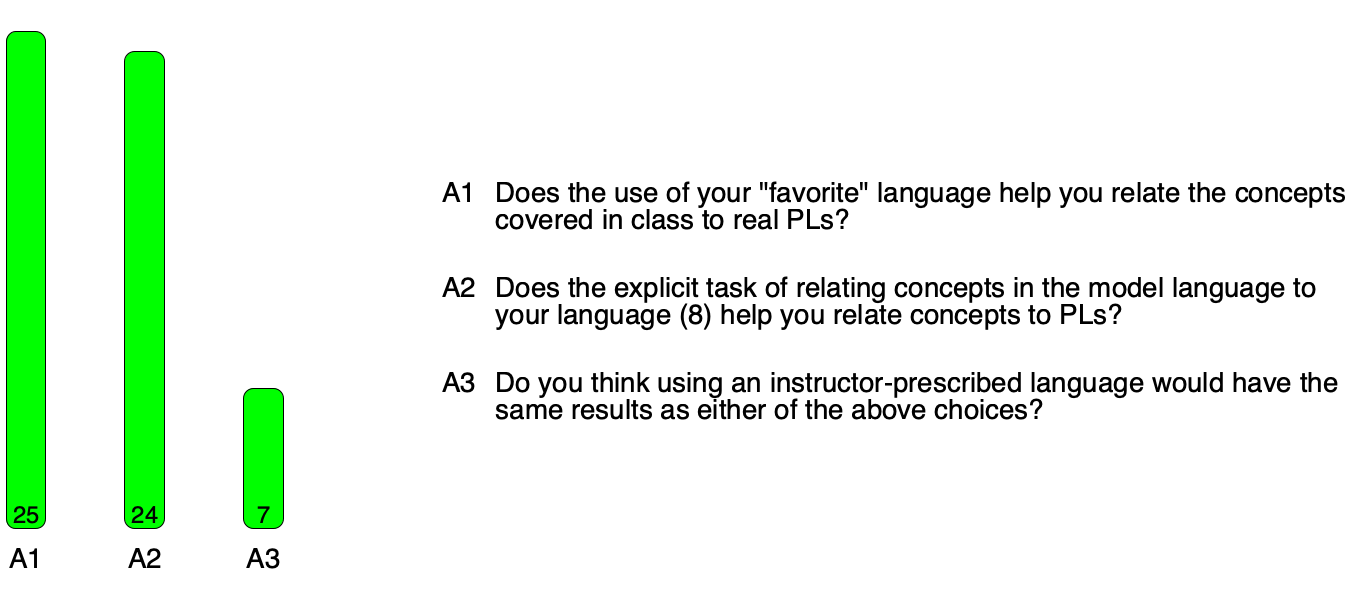 A1 Does the use of your "favorite" language help you relate the concepts
covered in class to real PLs?
A2 Does the explicit task of relating concepts in the model language to
your language (8) help you relate concepts to PLs?
A3 Do you think using an instructor-prescribed language would have the
same results as either of the above choices?
25 24 7
A1 A2 A3